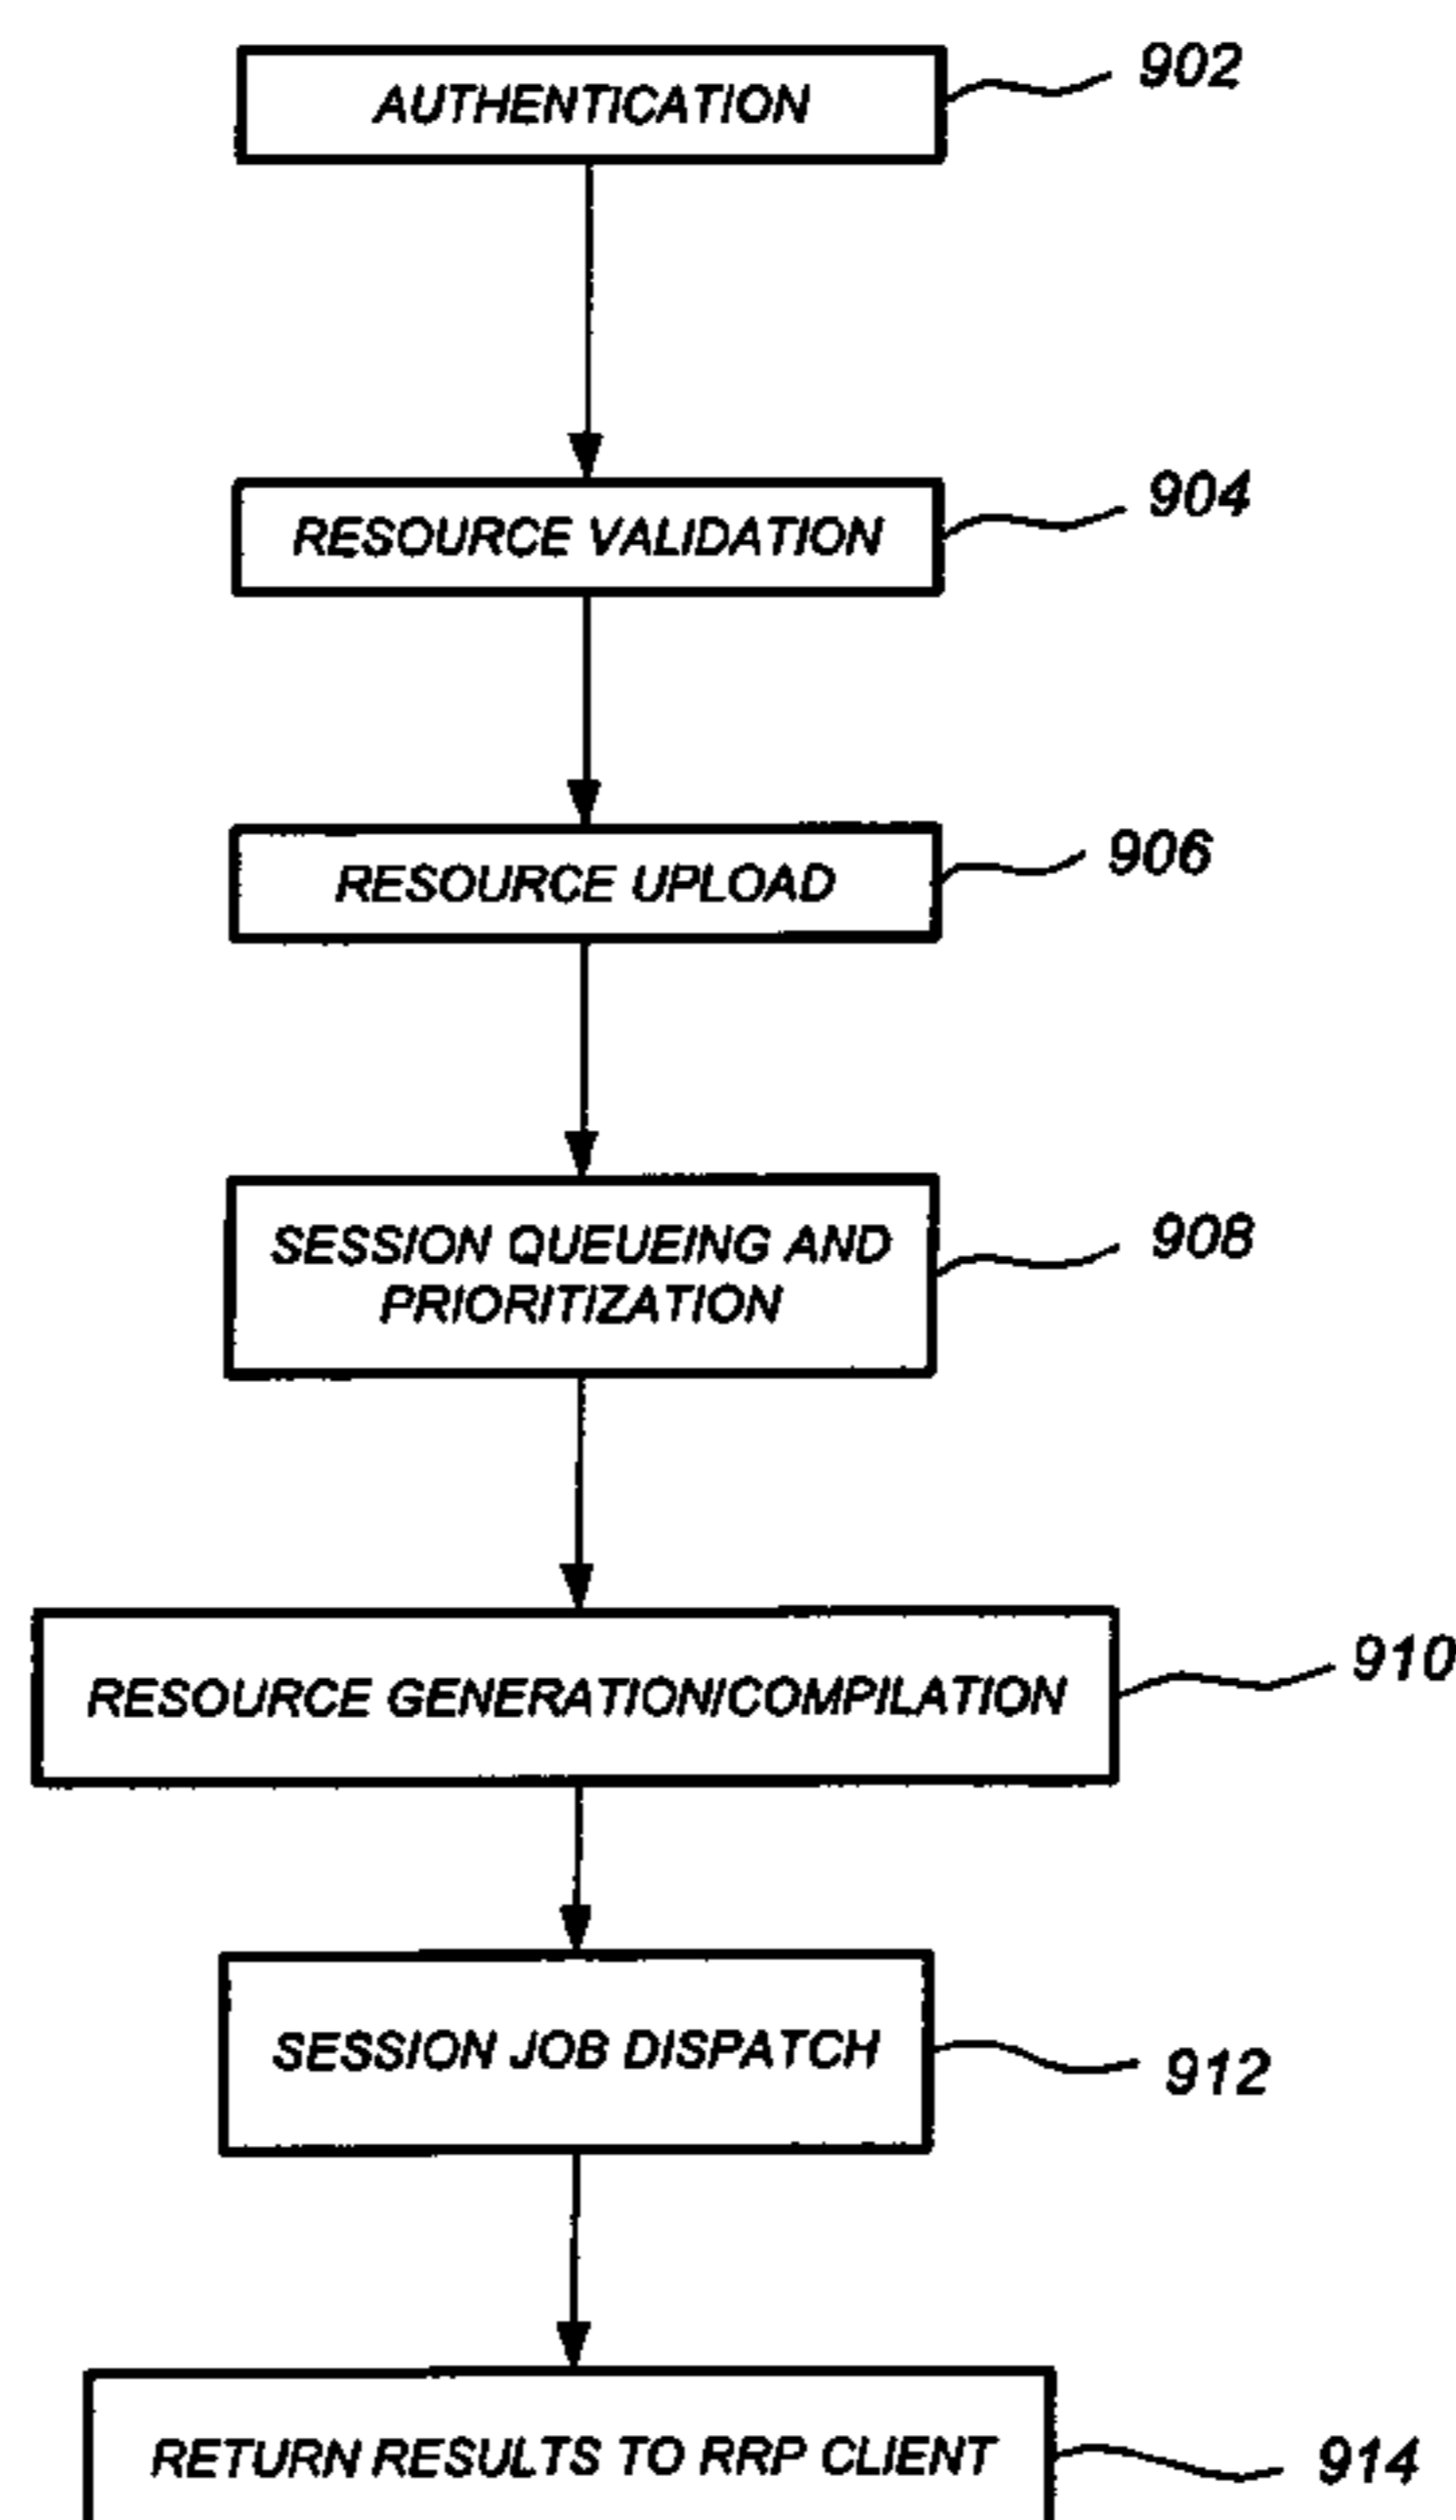 AUTHENTICATION
902
RESOURCE VALIDATION
904
RESOURCE UPLOAD
906
SESSION QUEUEING AND
PRIORITIZATION
908
RESOURCE GENERATION/COMPILATION
910
SESSION JOB DISPATCH
912
RETURN RESULTS TO RRP CLIENT
914